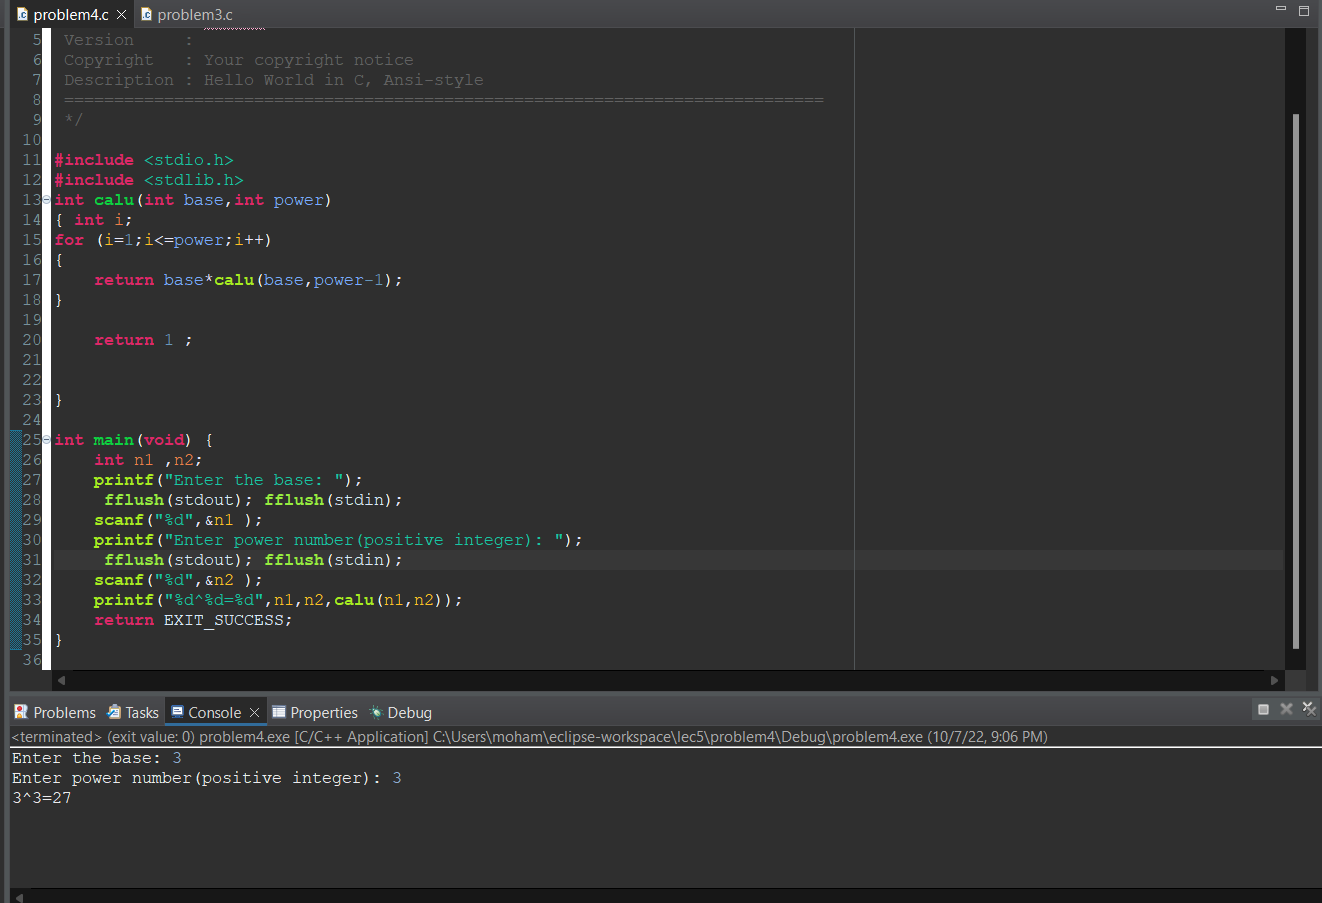 problem4.c problem3.c
5 Version :
6 Copyright : Your copyright notice
7 Description : Hello World in C, Ansi-style
8 ============================================================================
9 */
10
11 #include <stdio.h>
12 #include <stdlib.h>
13 int calu(int base,int power)
14 { int i;
15 for (i=1;i<=power;i++)
16 {
17 return base*calu(base,power-1);
18 }
19
20 return 1 ;
21
22
23 }
24
25 int main(void) {
26 int n1 ,n2;
27 printf("Enter the base: ");
28 fflush(stdout); fflush(stdin);
29 scanf("%d",&n1 );
30 printf("Enter power number(positive integer): ");
31 fflush(stdout); fflush(stdin);
32 scanf("%d",&n2 );
33 printf("%d^%d=%d",n1,n2,calu(n1,n2));
34 return EXIT_SUCCESS;
35 }
36
Problems Tasks Console Properties Debug
<terminated> (exit value: 0) problem4.exe [C/C++ Application] C:\Users\moham\eclipse-workspace\lec5\problem4\Debug\problem4.exe (10/7/22, 9:06 PM)
Enter the base: 3
Enter power number(positive integer): 3
3^3=27